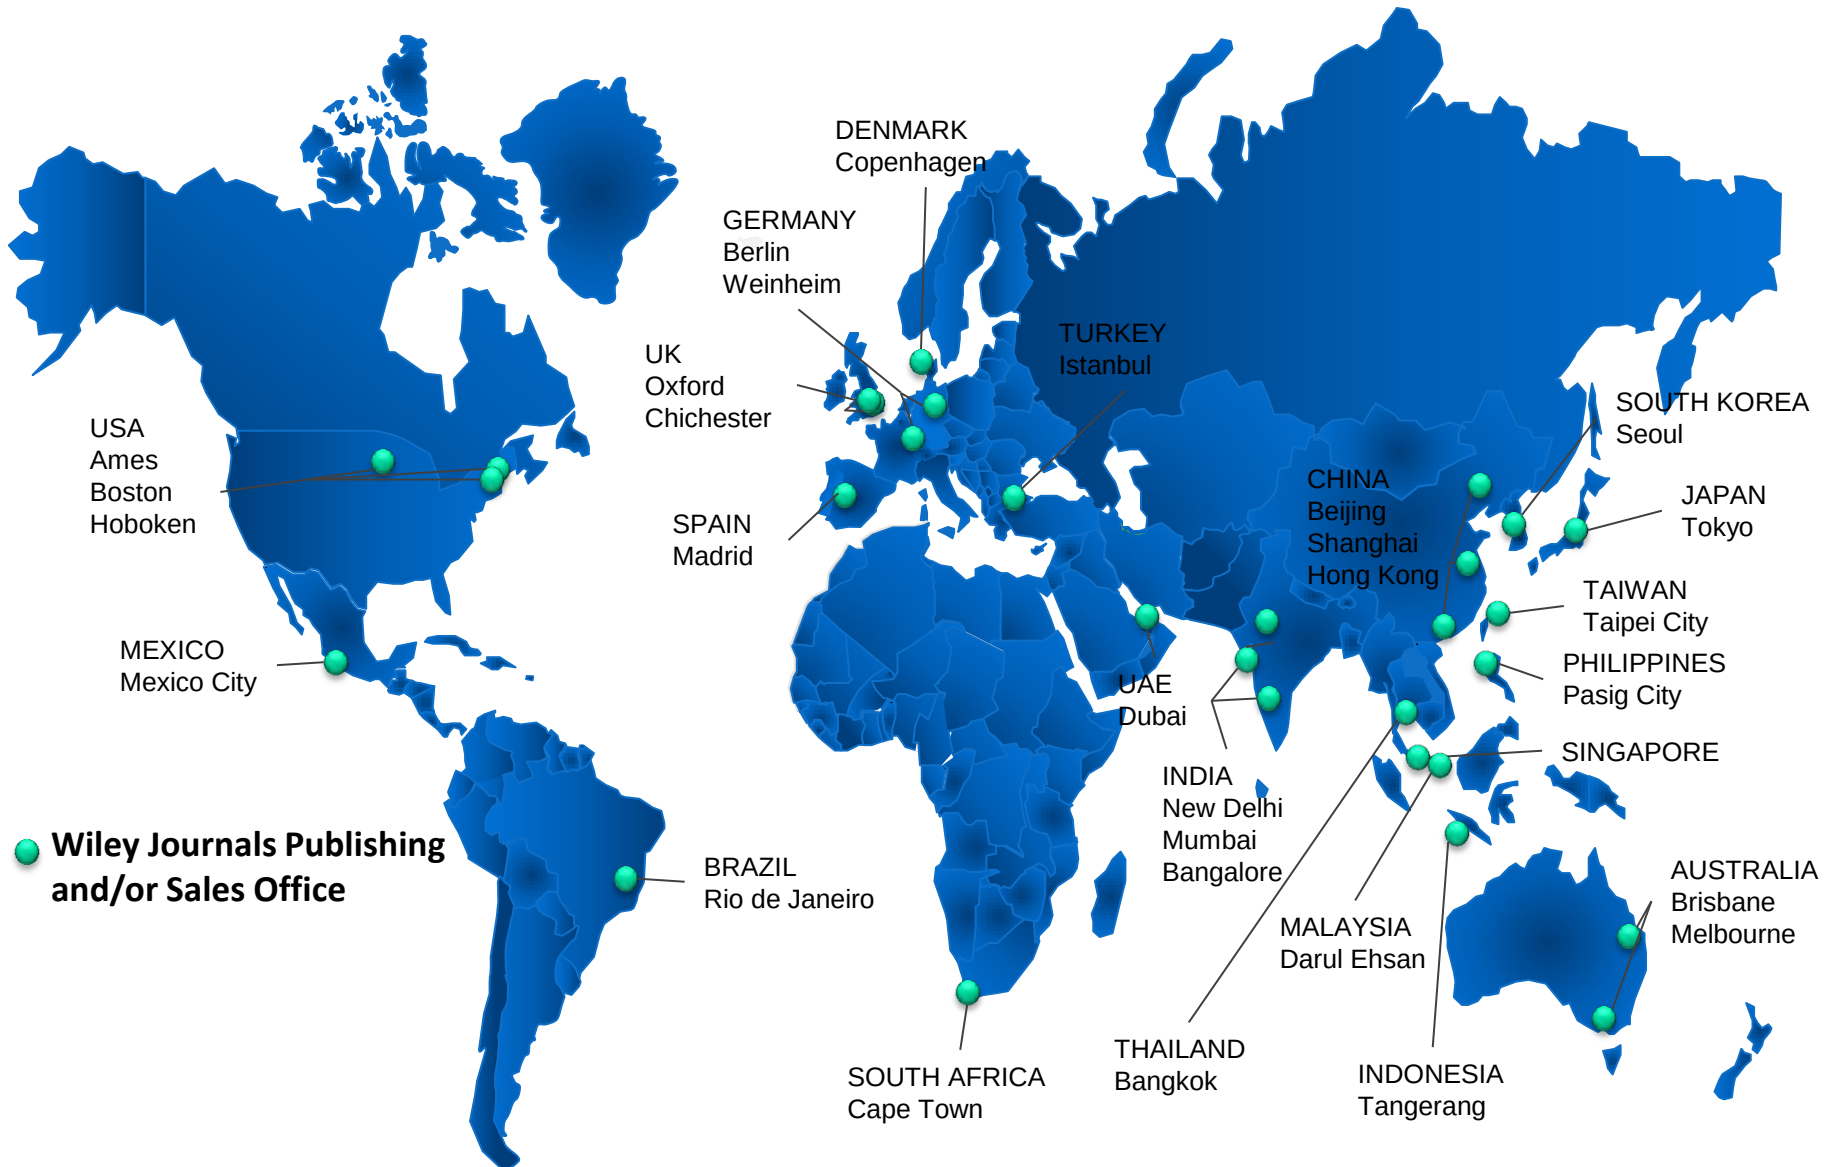 DENMARK
Copenhagen
GERMANY
Berlin
Weinheim
UK
Oxford
Chichester
TURKEY
Istanbul
SOUTH KOREA
Seoul
USA
Ames
Boston
Hoboken
CHINA
Beijing
Shanghai
Hong Kong
JAPAN
Tokyo
SPAIN
Madrid
TAIWAN
Taipei City
MEXICO
Mexico City
PHILIPPINES
Pasig City
UAE
Dubai
SINGAPORE
INDIA
New Delhi
Mumbai
Bangalore
Wiley Journals Publishing
and/or Sales Office
BRAZIL
Rio de Janeiro
AUSTRALIA
Brisbane
Melbourne
MALAYSIA
Darul Ehsan
THAILAND
Bangkok
SOUTH AFRICA
Cape Town
INDONESIA
Tangerang